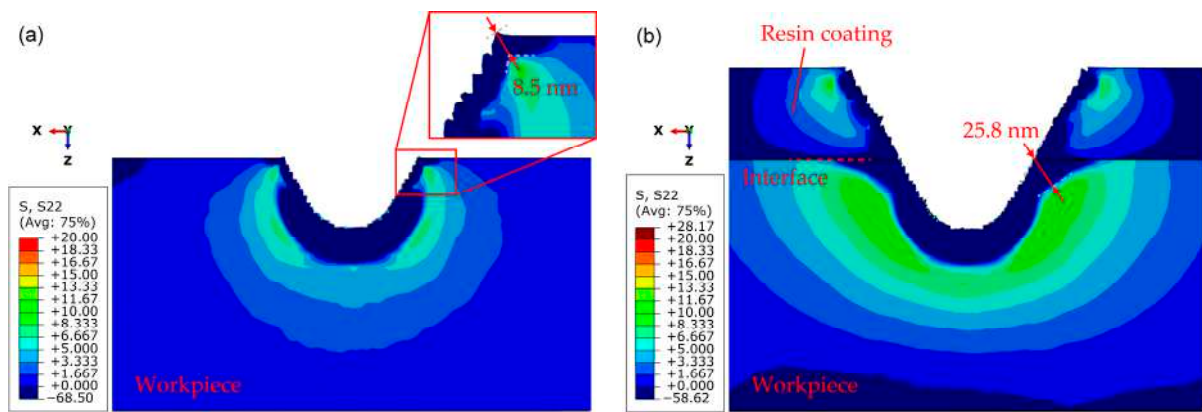 (a)
8.5 nm
X
Y
Z
S, S22
(Avg: 75%)
+20.00
+18.33
+16.67
+15.00
+13.33
+11.67
+10.00
+8.333
+6.667
+5.000
+3.333
+1.667
+0.000
−68.50
Workpiece
(b)
Resin coating
25.8 nm
X
Y
Z
Interface
S, S22
(Avg: 75%)
+28.17
+20.00
+18.33
+16.67
+15.00
+13.33
+11.67
+10.00
+8.333
+6.667
+5.000
+3.333
+1.667
+0.000
−58.62
Workpiece